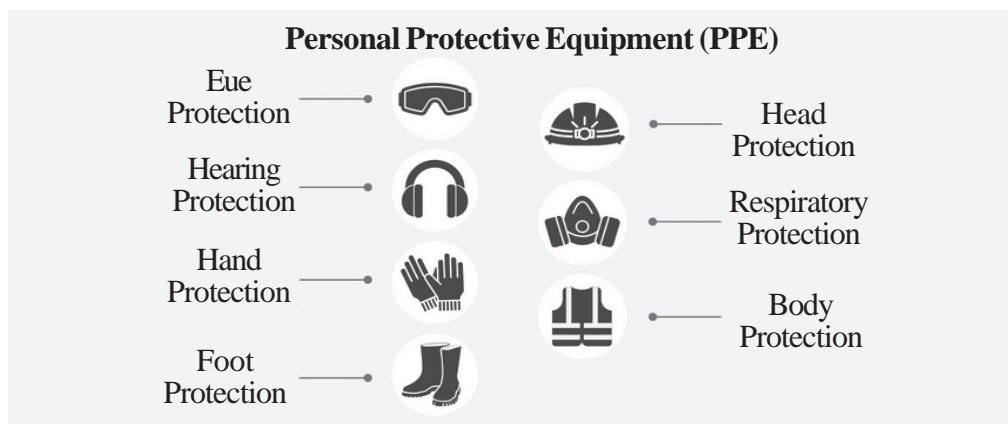 Personal Protective Equipment (PPE)
Eue
Protection
Hearing
Protection
Hand
Protection
Foot
Protection
Head
Protection
Respiratory
Protection
Body
Protection